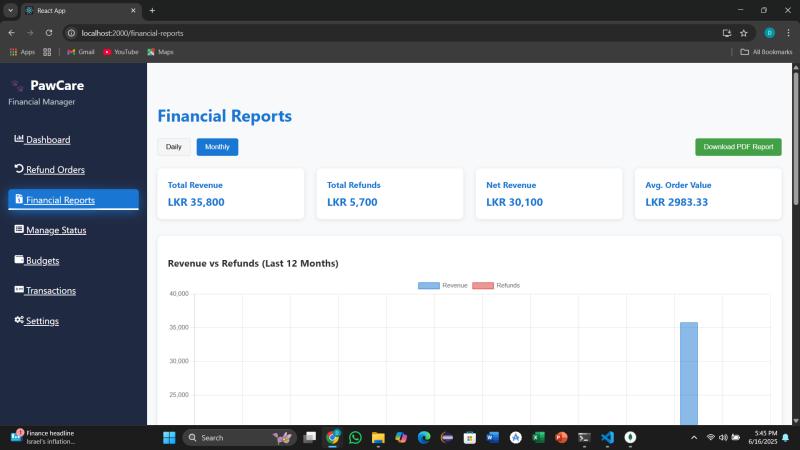 React App
localhost:2000/financial-reports
Apps
Gmail
YouTube
Maps
All Bookmarks
D
PawCare
Financial Manager
Dashboard
Refund Orders
Financial Reports
Manage Status
Budgets
Transactions
Settings
Financial Reports
Daily
Monthly
Download PDF Report
Total Revenue
LKR 35,800
Total Refunds
LKR 5,700
Net Revenue
LKR 30,100
Avg. Order Value
LKR 2983.33
Revenue vs Refunds (Last 12 Months)
Revenue
Refunds
40,000
35,000
30,000
25,000
1
Finance headline
Israel's inflation...
Search
5:45 PM
6/16/2025